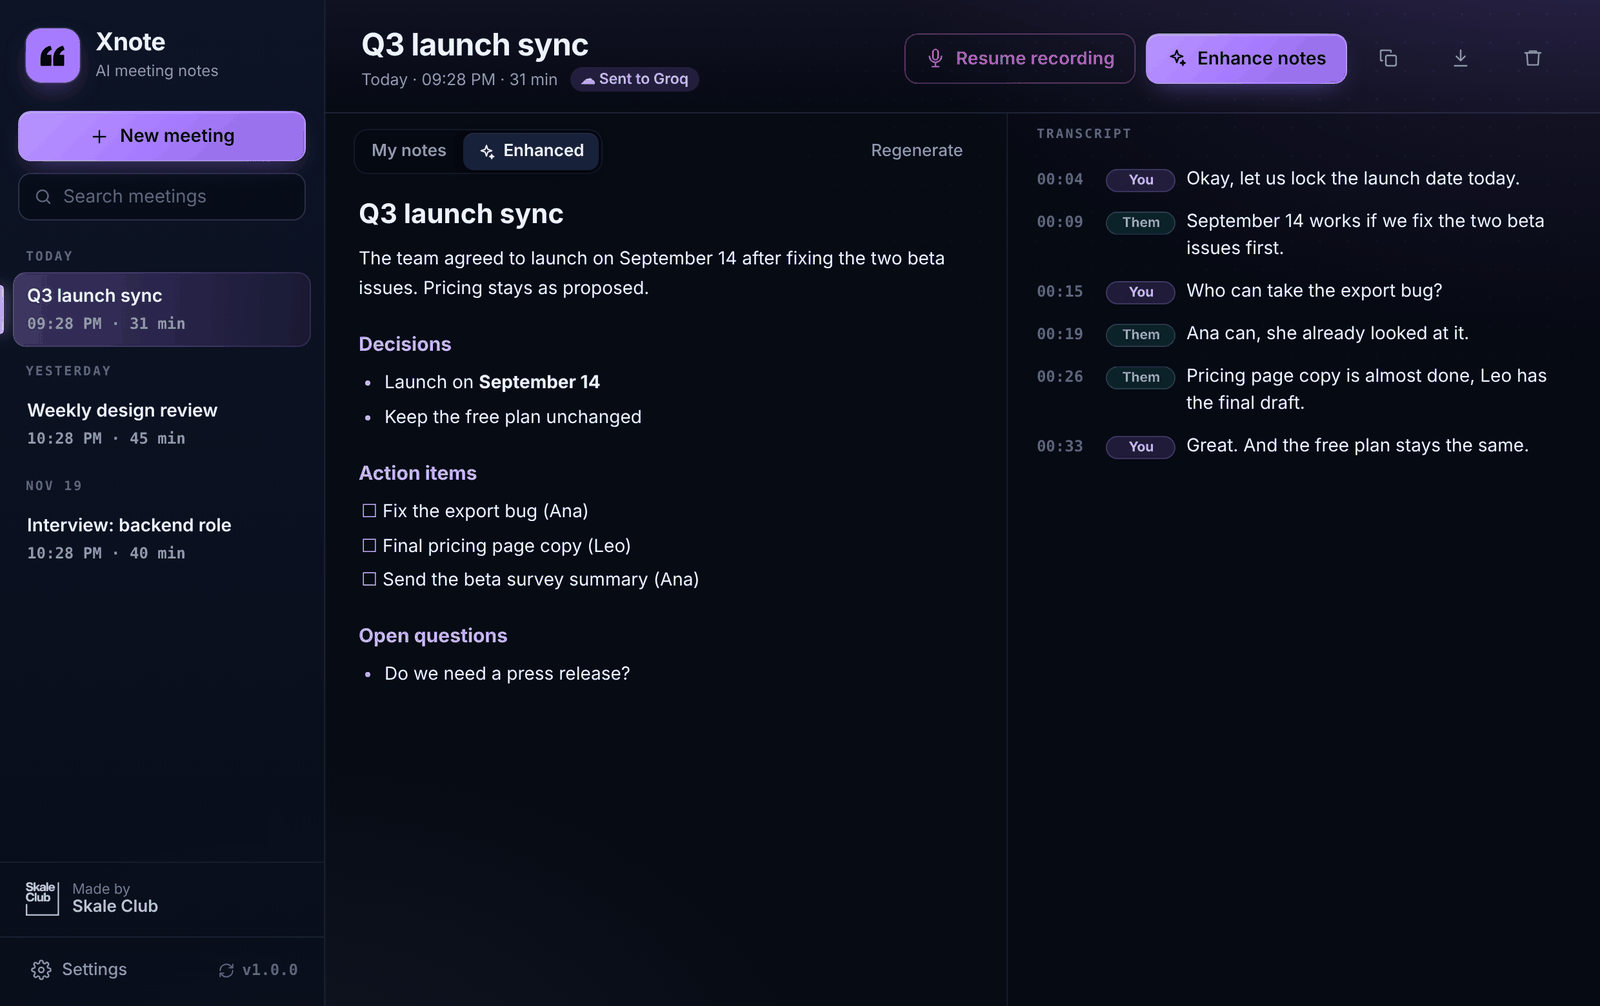 Xnote
AI meeting notes
+ New meeting
Search meetings
TODAY
Q3 launch sync
09:28 PM · 31 min
YESTERDAY
Weekly design review
10:28 PM · 45 min
NOV 19
Interview: backend role
10:28 PM · 40 min
Skale
Club
Made by
Skale Club
Settings
v1.0.0
Q3 launch sync
Today · 09:28 PM · 31 min
Sent to Groq
Resume recording
Enhance notes
My notes
Enhanced
Regenerate
Q3 launch sync
The team agreed to launch on September 14 after fixing the two beta
issues. Pricing stays as proposed.
Decisions
• Launch on September 14
• Keep the free plan unchanged
Action items
☐ Fix the export bug (Ana)
☐ Final pricing page copy (Leo)
☐ Send the beta survey summary (Ana)
Open questions
• Do we need a press release?
TRANSCRIPT
00:04 You Okay, let us lock the launch date today.
00:09 Them September 14 works if we fix the two beta
issues first.
00:15 You Who can take the export bug?
00:19 Them Ana can, she already looked at it.
00:26 Them Pricing page copy is almost done, Leo has
the final draft.
00:33 You Great. And the free plan stays the same.